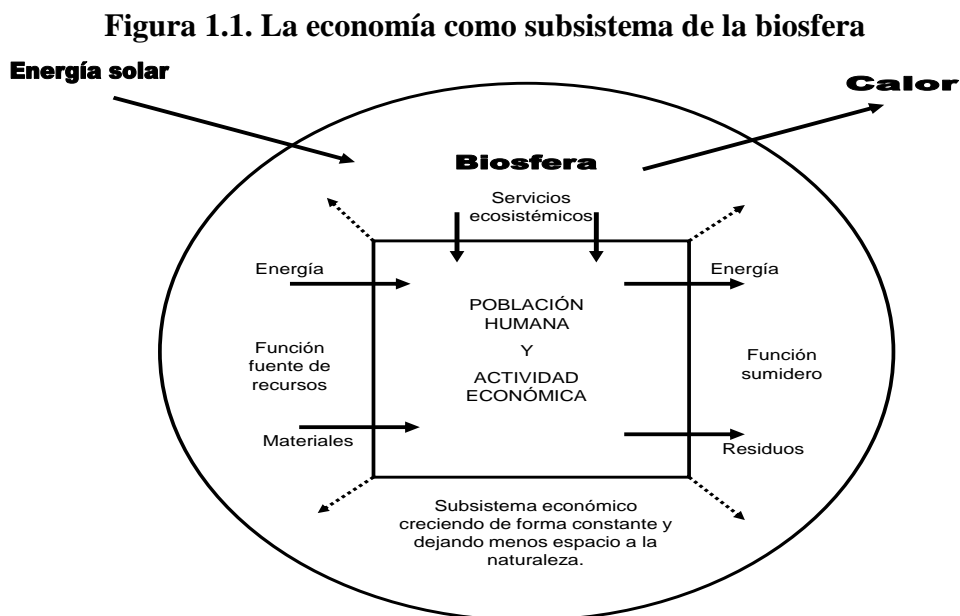 Figura 1.1. La economía como subsistema de la biosfera
Energía solar
Calor
Biosfera
Servicios
ecosistémicos
Energía
Energía
POBLACIÓN
HUMANA
Y
ACTIVIDAD
ECONÓMICA
Función
fuente de
recursos
Función
sumidero
Materiales
Residuos
Subsistema económico
creciendo de forma constante y
dejando menos espacio a la
naturaleza.